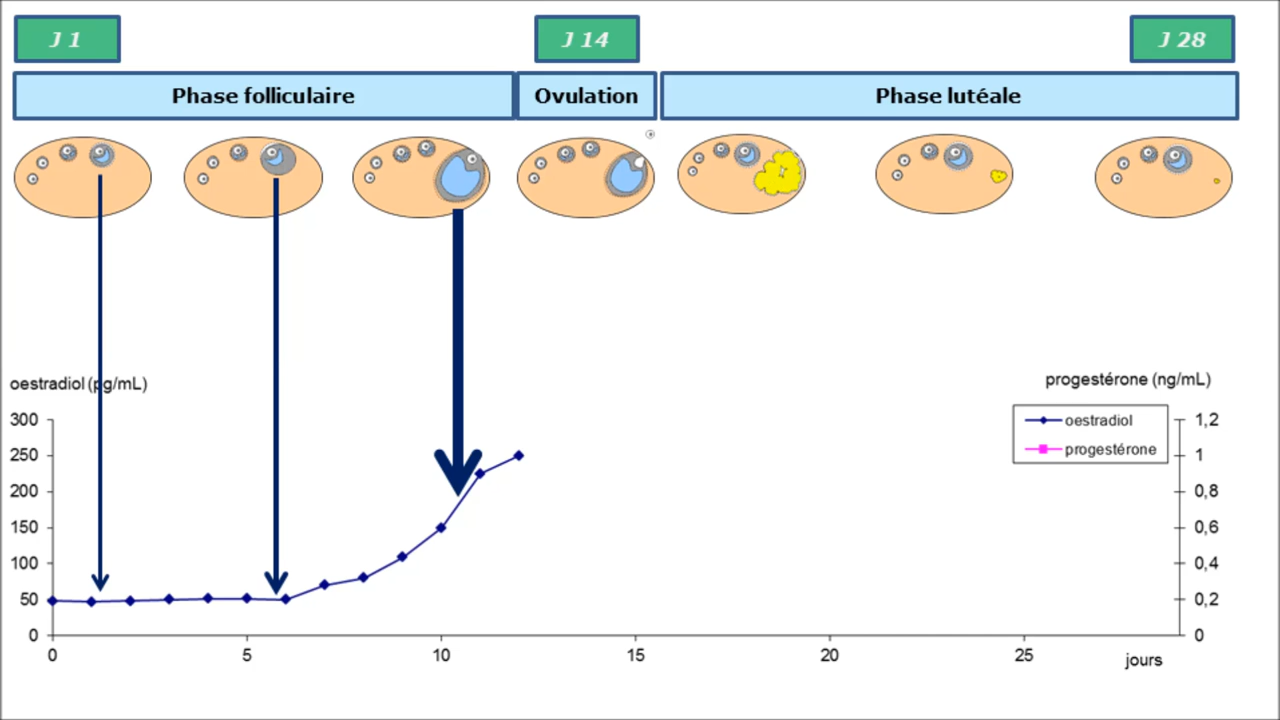 J 1
J 14
J 28
Phase folliculaire
Ovulation
Phase lutéale
oestradiol (pg/mL)
progestérone (ng/mL)
oestradiol
progestérone
300
250
200
150
100
50
0
1,2
1
0,8
0,6
0,4
0,2
0
0
5
10
15
20
25
jours